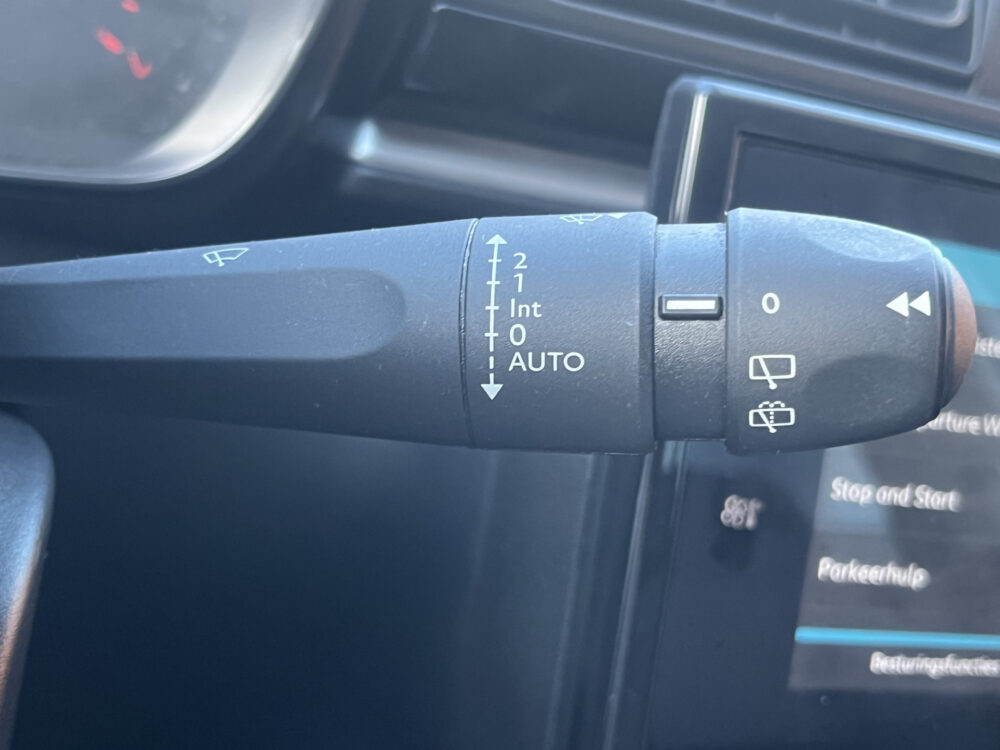 2
1
Int
0
AUTO
0
Stop and Start
Parkeerhulp
Besturingsfuncties